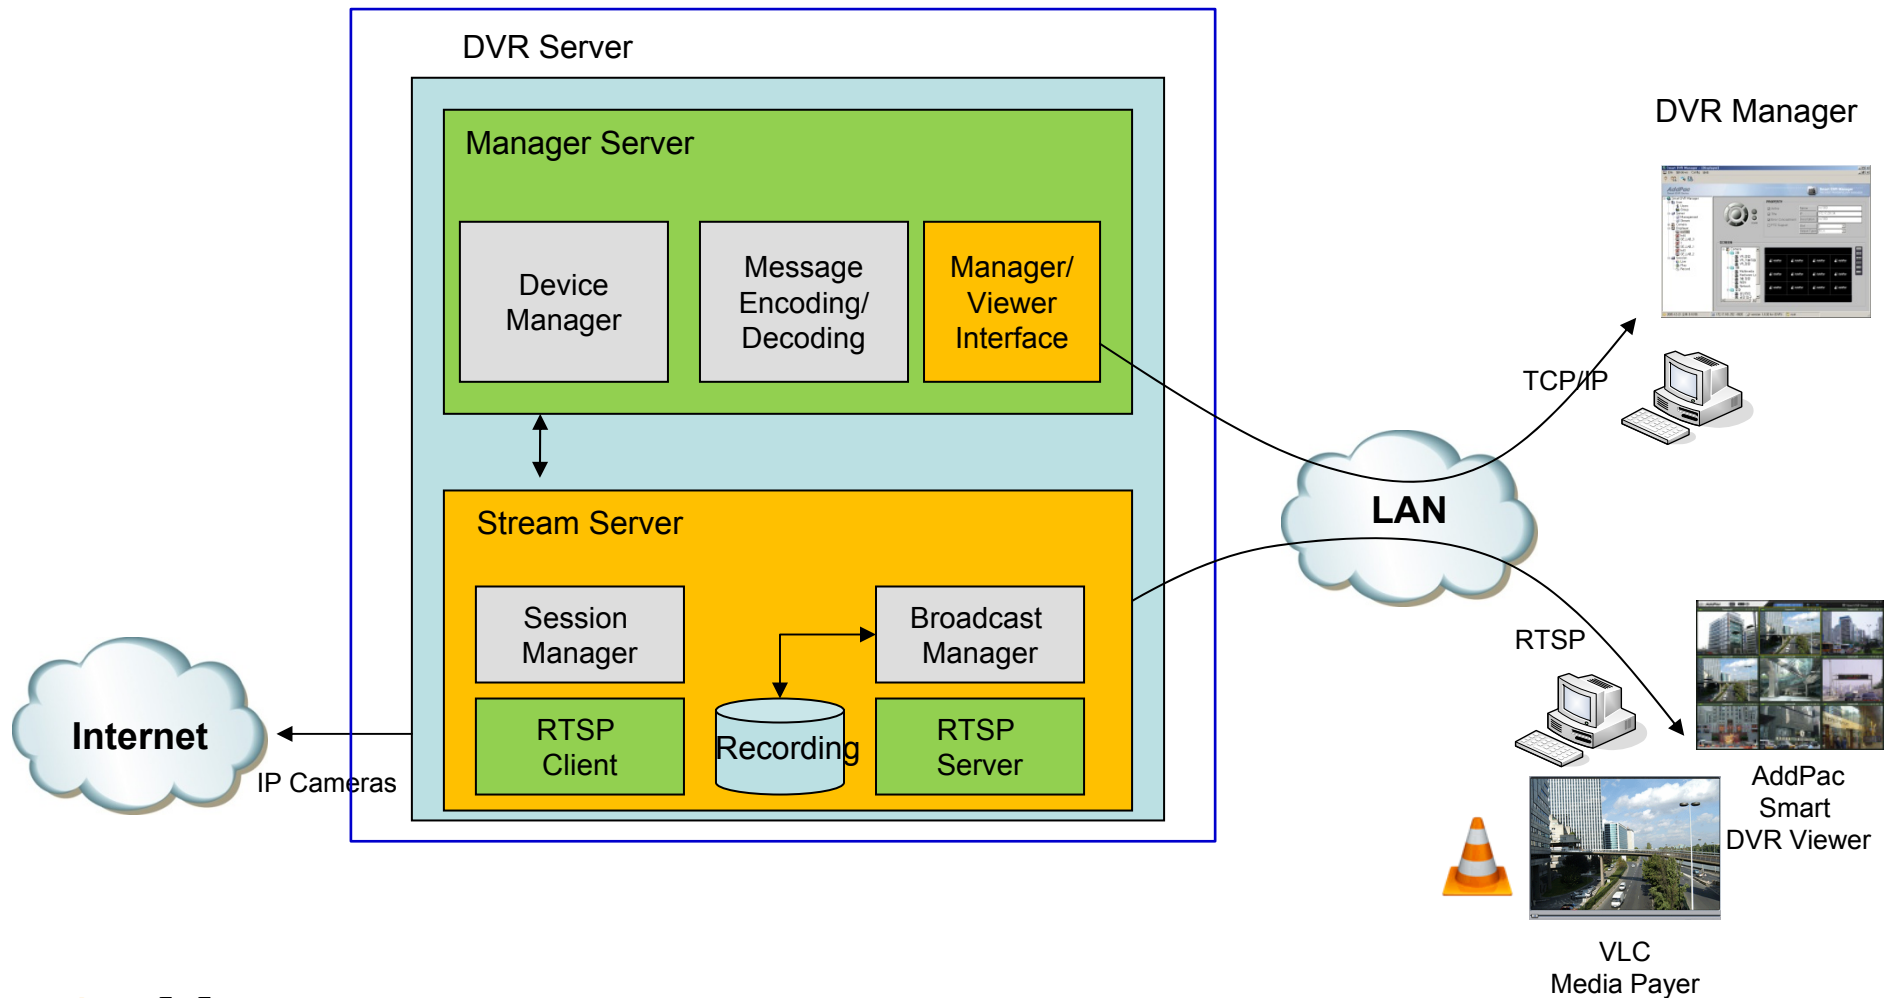 DVR Server
Manager Server
Device
Manager
Message
Encoding/
Decoding
Manager/
Viewer
Interface
Stream Server
Session
Manager
Broadcast
Manager
RTSP
Client
Recording
RTSP
Server
Internet
IP Cameras
LAN
DVR Manager
AddPac
TCP/IP
RTSP
AddPac
AddPac
Smart
DVR Viewer
VLC
Media Payer